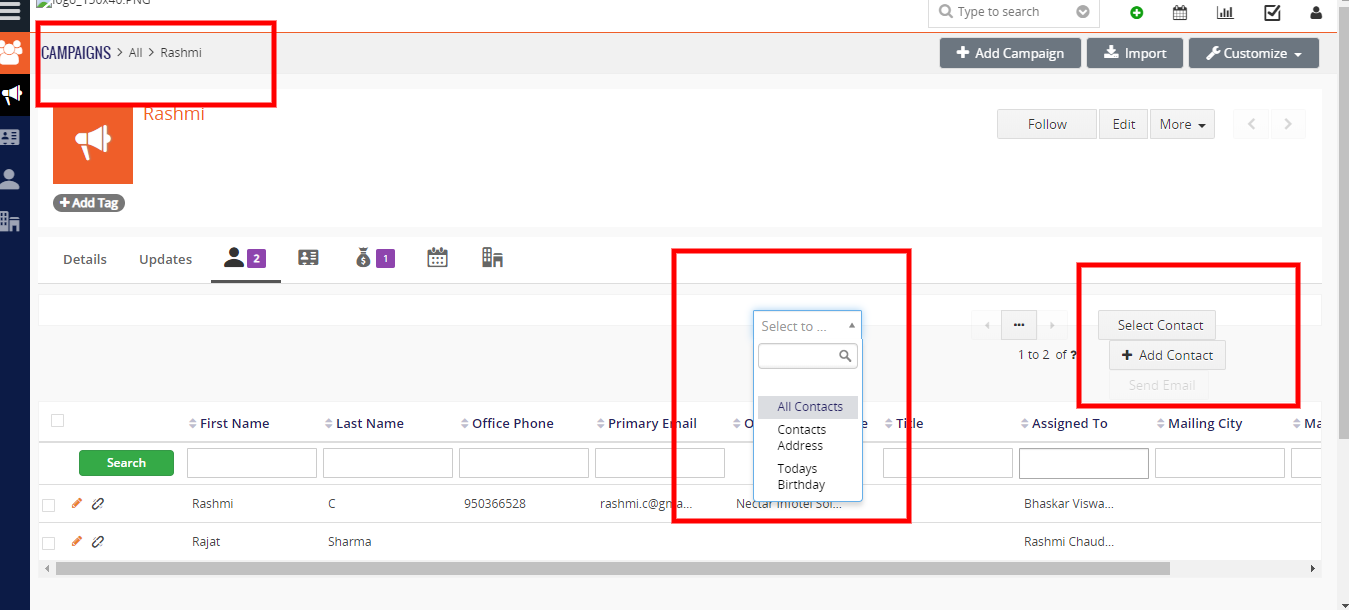 logo_150x40.PNG
Type to search
CAMPAIGNS > All > Rashmi
+ Add Campaign
Import
Customize
Rashmi
Follow
Edit
More
+ Add Tag
Details
Updates
2
1
Select to ...
...
Select Contact
1 to 2 of ?
+ Add Contact
Send Email
All Contacts
Contacts
Address
Todays
Birthday
First Name
Last Name
Office Phone
Primary Email
O
e
Title
Assigned To
Mailing City
Ma
Search
Rashmi
C
950366528
rashmi.c@gma...
Nectar Infotel Sol...
Bhaskar Viswa...
Rajat
Sharma
Rashmi Chaud...